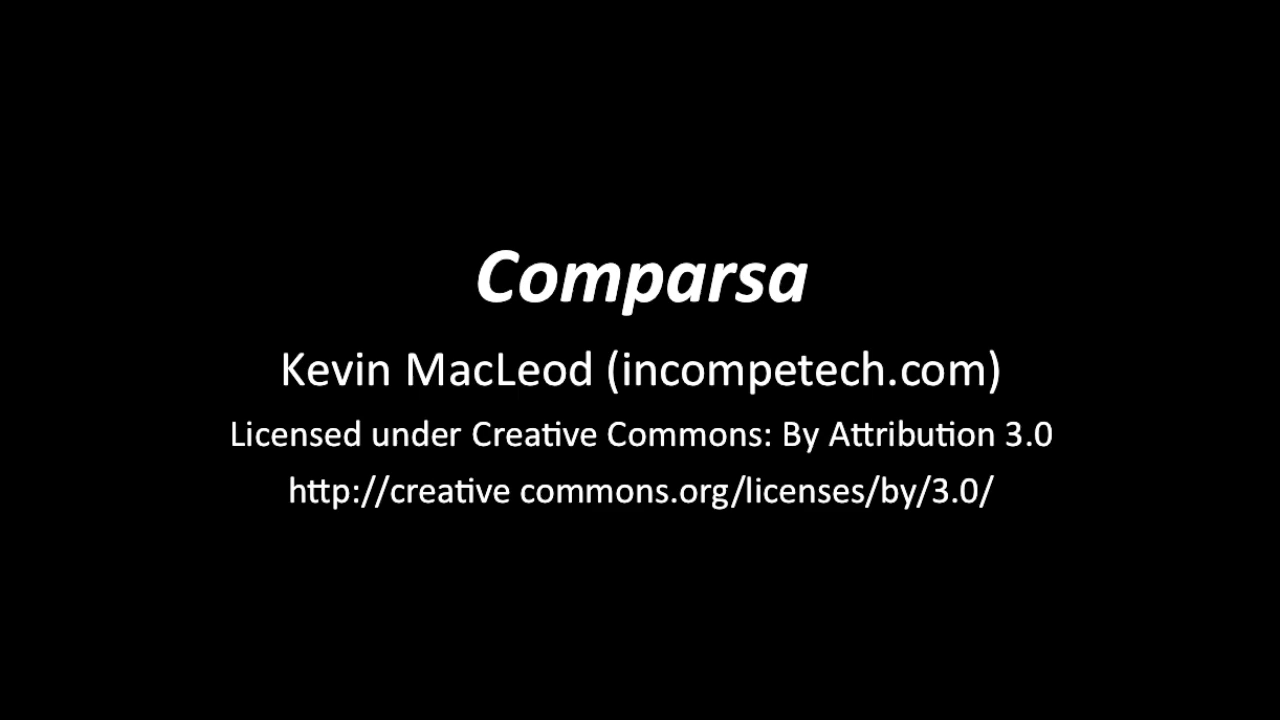 Comparsa
Kevin MacLeod (incompetech.com)
Licensed under Creative Commons: By Attribution 3.0
http://creative commons.org/licenses/by/3.0/